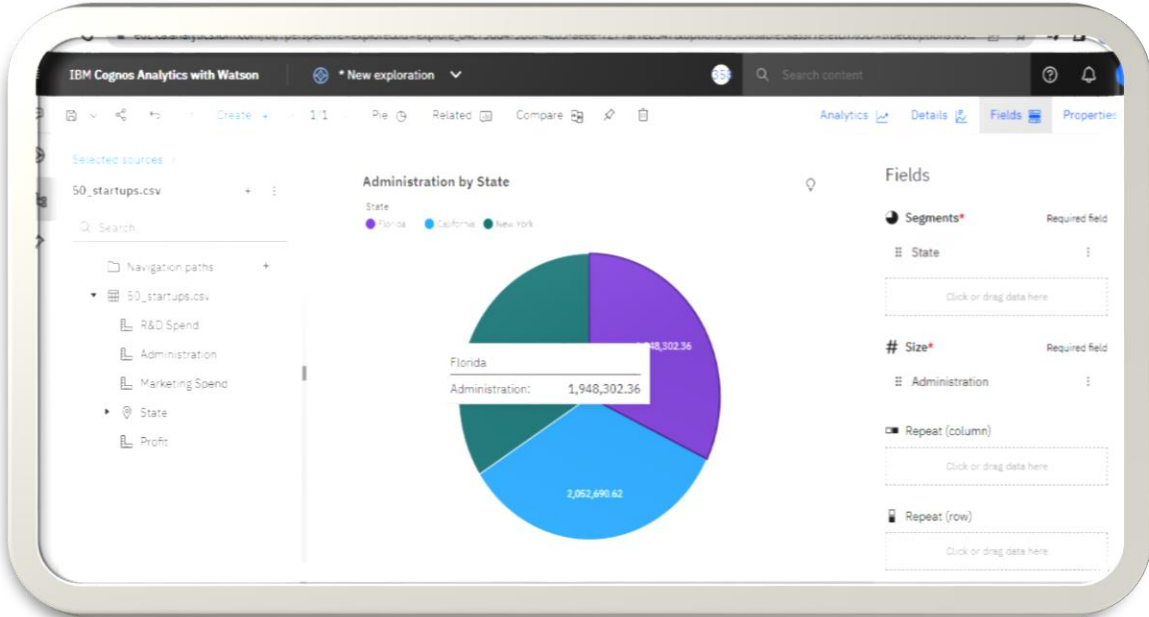 IBM Cognos Analytics with Watson
* New exploration
Search content
Create +
1/1
Pie
Related
Compare
Analytics
Details
Fields
Properties
Selected sources /
50_startups.csv
Search
Navigation paths
50_startups.csv
R&D Spend
Administration
Marketing Spend
State
Profit
Administration by State
State
Florida California New York
Florida
Administration: 1,948,302.36
2,052,690.62
Fields
Segments* Required field
State
Click or drag data here
# Size* Required field
Administration
Repeat (column)
Click or drag data here
Repeat (row)
Click or drag data here